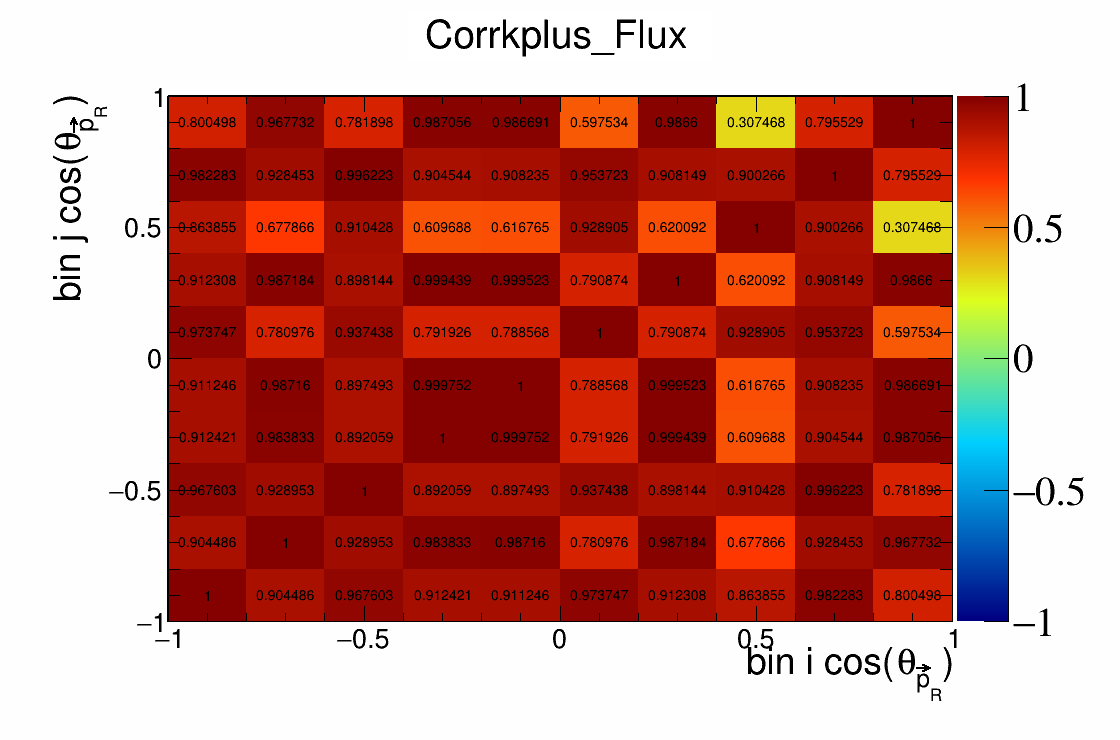 Corrkplus_Flux
bin j cos(θp⃗R)
1
0.5
0
−0.5
−1
0.800498 0.967732 0.781898 0.987056 0.986691 0.597534 0.9866 0.307468 0.795529 1
0.982283 0.928453 0.996223 0.904544 0.908235 0.953723 0.908149 0.900266 1 0.795529
0.863855 0.677866 0.910428 0.609688 0.616765 0.928905 0.620092 1 0.900266 0.307468
0.912308 0.987184 0.898144 0.999439 0.999523 0.790874 1 0.620092 0.908149 0.9866
0.973747 0.780976 0.937438 0.791926 0.788568 1 0.790874 0.928905 0.953723 0.597534
0.911246 0.98716 0.897493 0.999752 1 0.788568 0.999523 0.616765 0.908235 0.986691
0.912421 0.983833 0.892059 1 0.999752 0.791926 0.999439 0.609688 0.904544 0.987056
0.967603 0.928953 1 0.892059 0.897493 0.937438 0.898144 0.910428 0.996223 0.781898
0.904486 1 0.928953 0.983833 0.98716 0.780976 0.987184 0.677866 0.928453 0.967732
1 0.904486 0.967603 0.912421 0.911246 0.973747 0.912308 0.863855 0.982283 0.800498
−1 −0.5 0 0.5 1
bin i cos(θp⃗R)
1
0.5
0
−0.5
−1